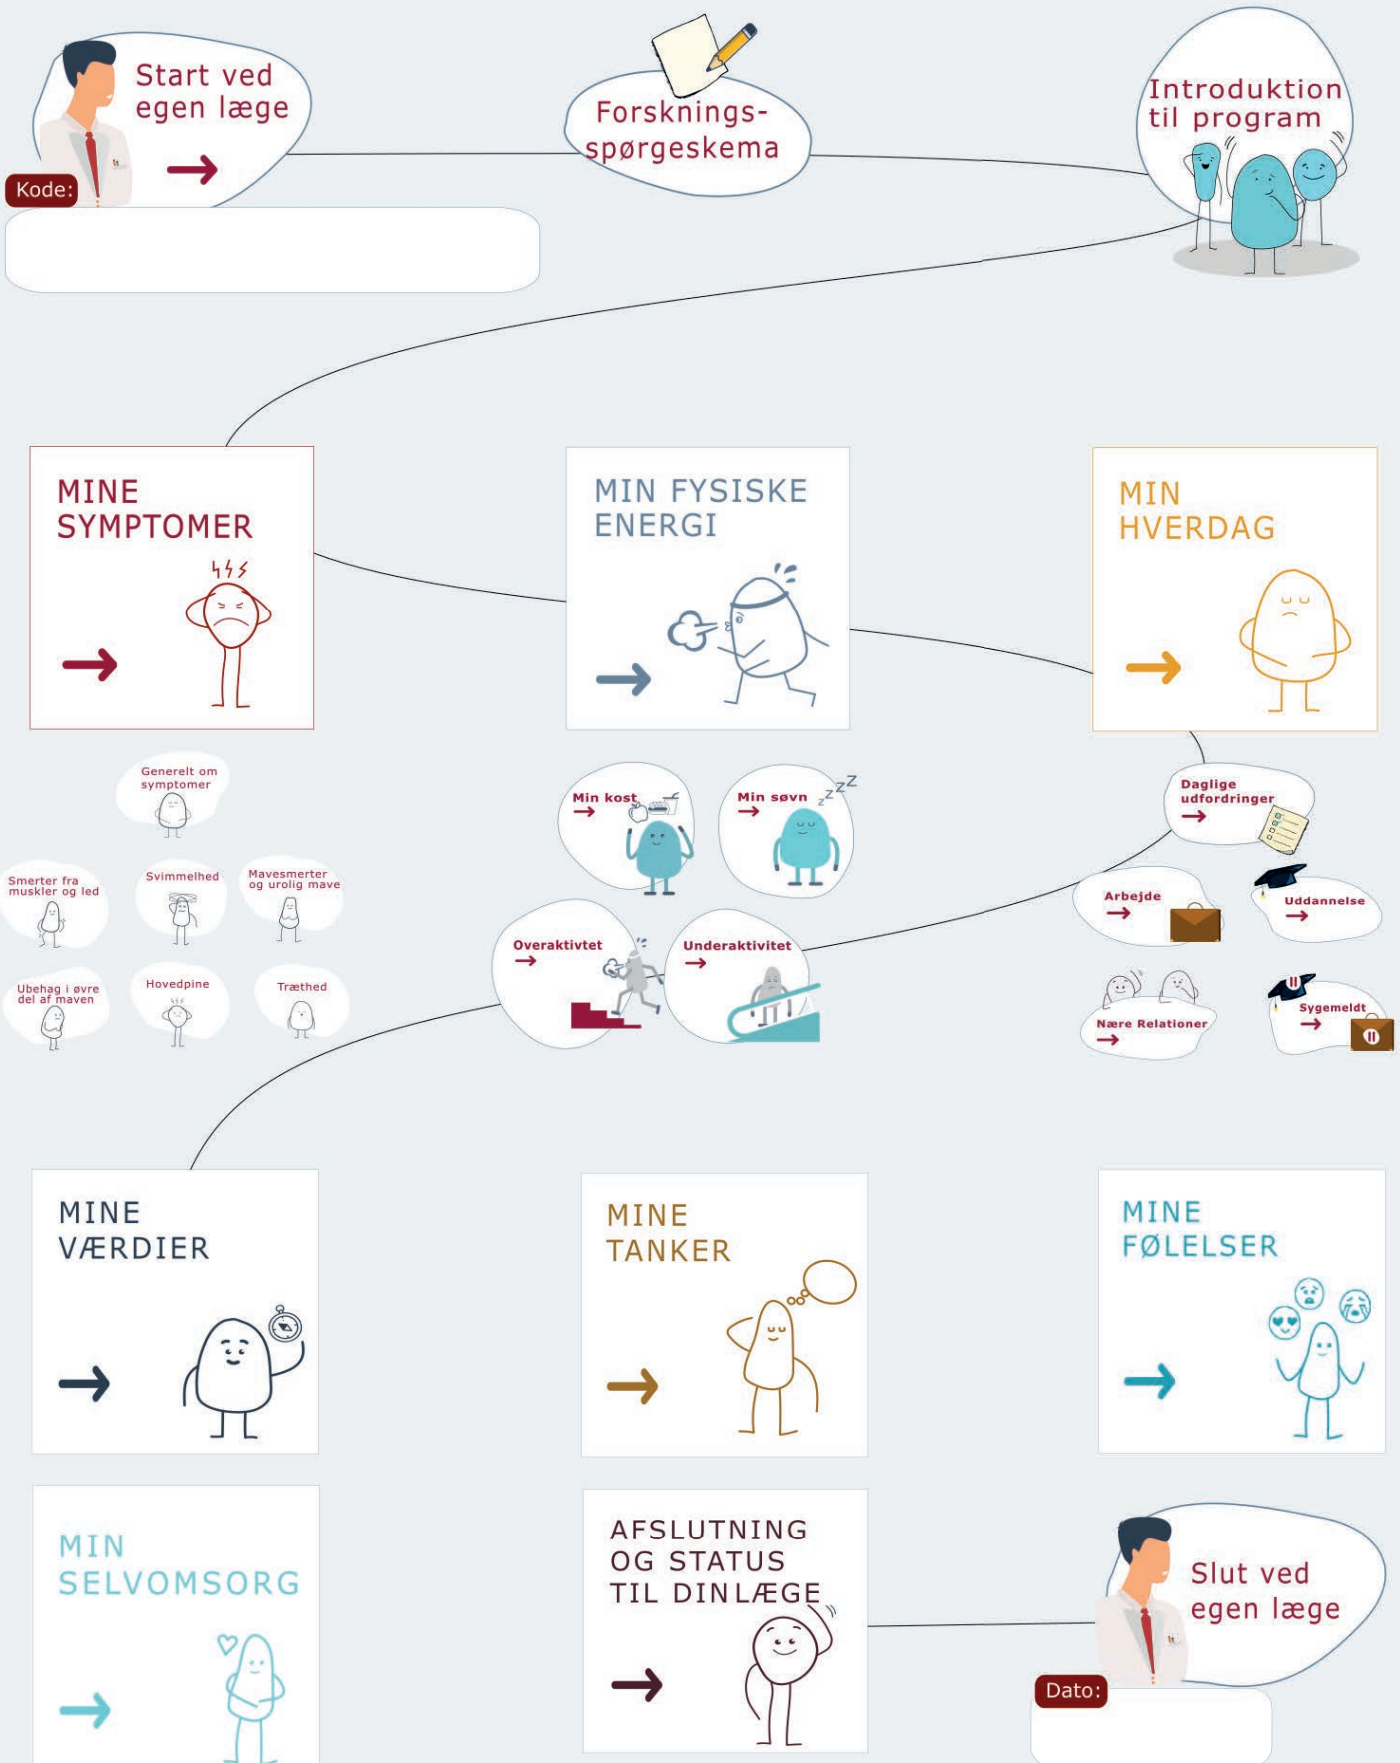 Start ved
egen læge
Kode:
Forsknings-
spørgeskema
Introduktion
til program
MINE
SYMPTOMER
MIN FYSISKE
ENERGI
MIN
HVERDAG
Generelt om
symptomer
Smerter fra
muskler og led
Svimmelhed
Mavesmerter
og urolig mave
Ubehag i øvre
del af maven
Hovedpine
Træthed
Min kost
Min søvn
z z z z z
Overaktivtet
Underaktivitet
Daglige
udfordringer
Arbejde
Uddannelse
Nære Relationer
Sygemeldt
MINE
VÆRDIER
MINE
TANKER
MINE
FØLELSER
MIN
SELVOMSORG
AFSLUTNING
OG STATUS
TIL DINLÆGE
Slut ved
egen læge
Dato: